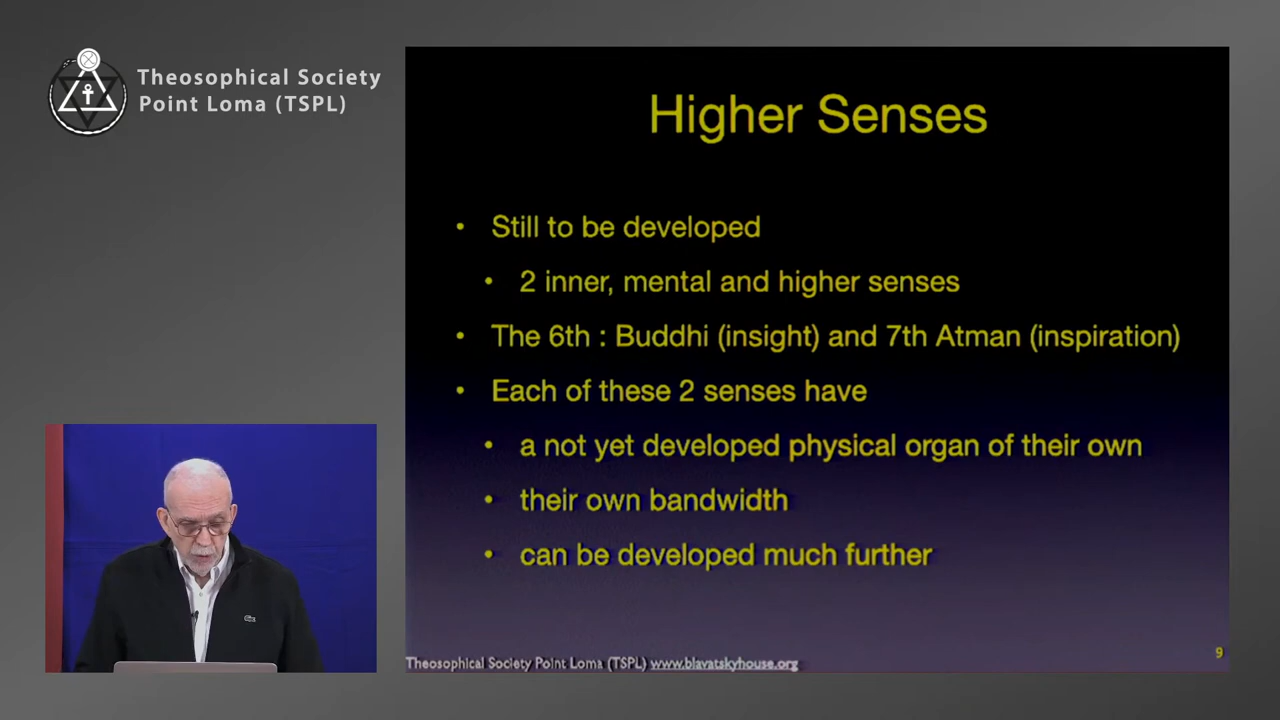 Theosophical Society
Point Loma (TSPL)
Higher Senses
• Still to be developed
• 2 inner, mental and higher senses
• The 6th : Buddhi (insight) and 7th Atman (inspiration)
• Each of these 2 senses have
• a not yet developed physical organ of their own
• their own bandwidth
• can be developed much further
Theosophical Society Point Loma (TSPL) www.blavatskyhouse.org
9